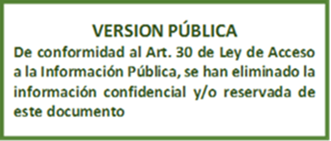 VERSION PÚBLICA
De conformidad al Art. 30 de Ley de Acceso
a la Información Pública, se han eliminado la
información confidencial y/o reservada de
este documento